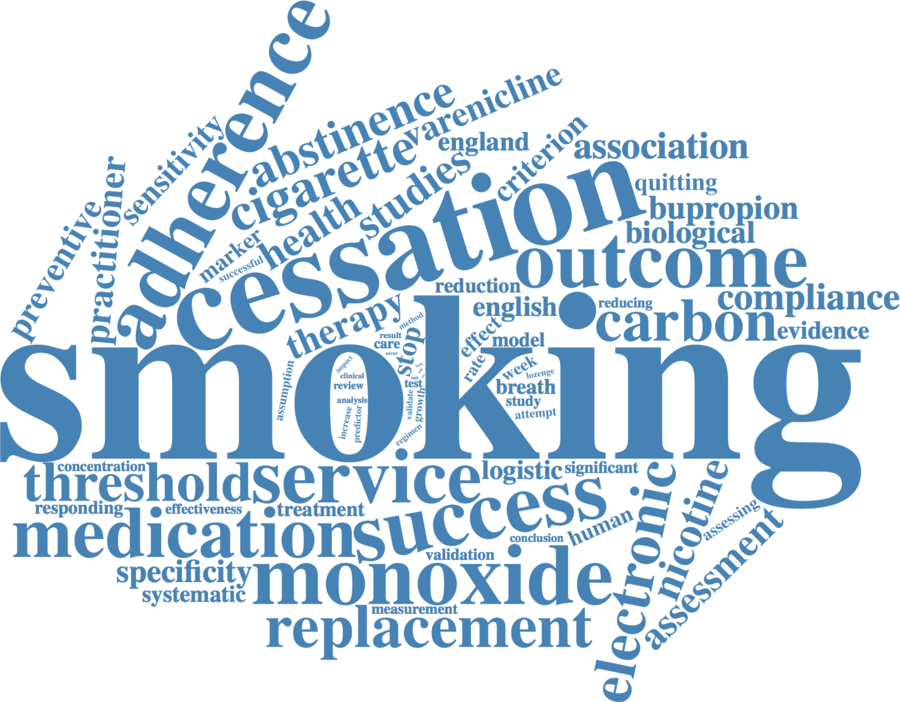 adherence
abstinence
varenicline
cigarette
england
sensitivity
studies
criterion
association
practitioner
preventive
health
marker
successful
cessation
quitting
bupropion
biological
outcome
reduction
compliance
english
reducing
carbon
evidence
therapy
method
result
care
error
stop
effect
model
rate
smoking
impact
clinical
review
test
week
lozenge
breath
assumption
analysis
validate
growth
study
attempt
increase
predictor
regimen
concentration
threshold
service
logistic
significant
responding
effectiveness
treatment
success
electronic
nicotine
assessing
medication
conclusion
human
assessment
validation
specificity
monoxide
systematic
measurement
replacement